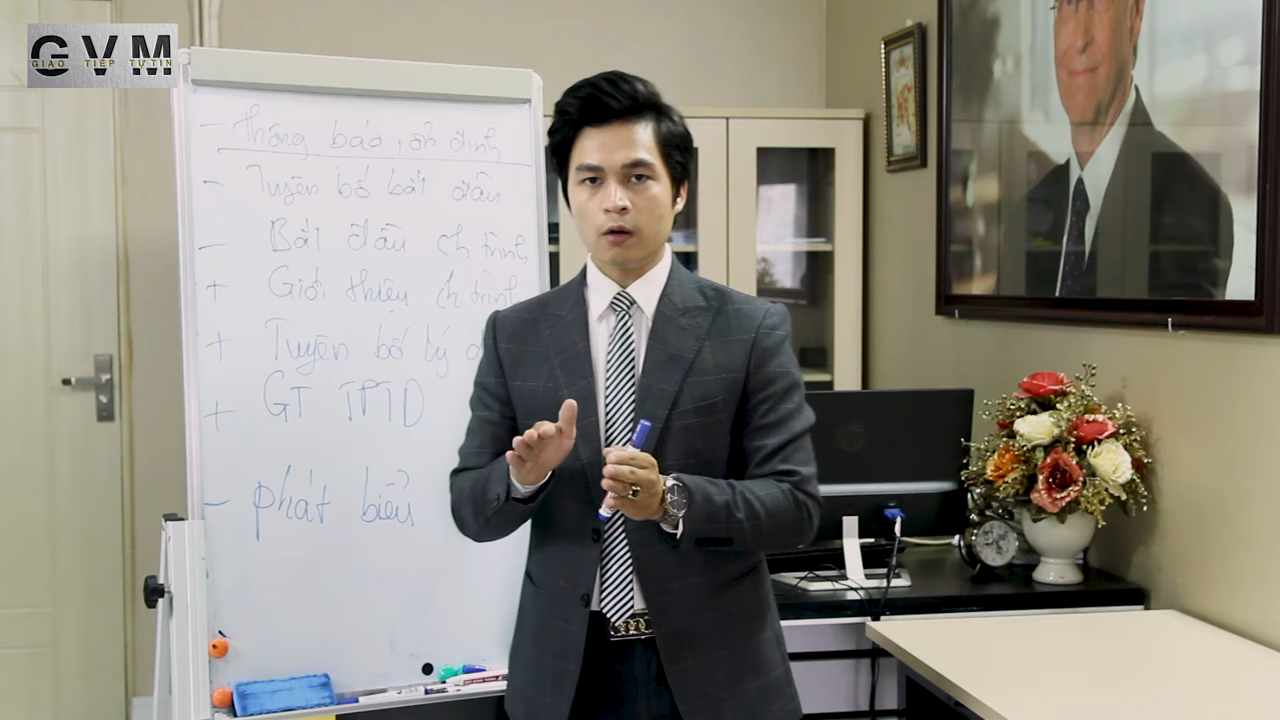 GVM
GIAO TIẾP TỰ TIN
- Thông báo, ổn định
- Tuyên bố bắt đầu
- Bắt đầu ch trình
+ Giới thiệu ch trình
+ Tuyên bố lý
+ GT TPTD
- phát biểu